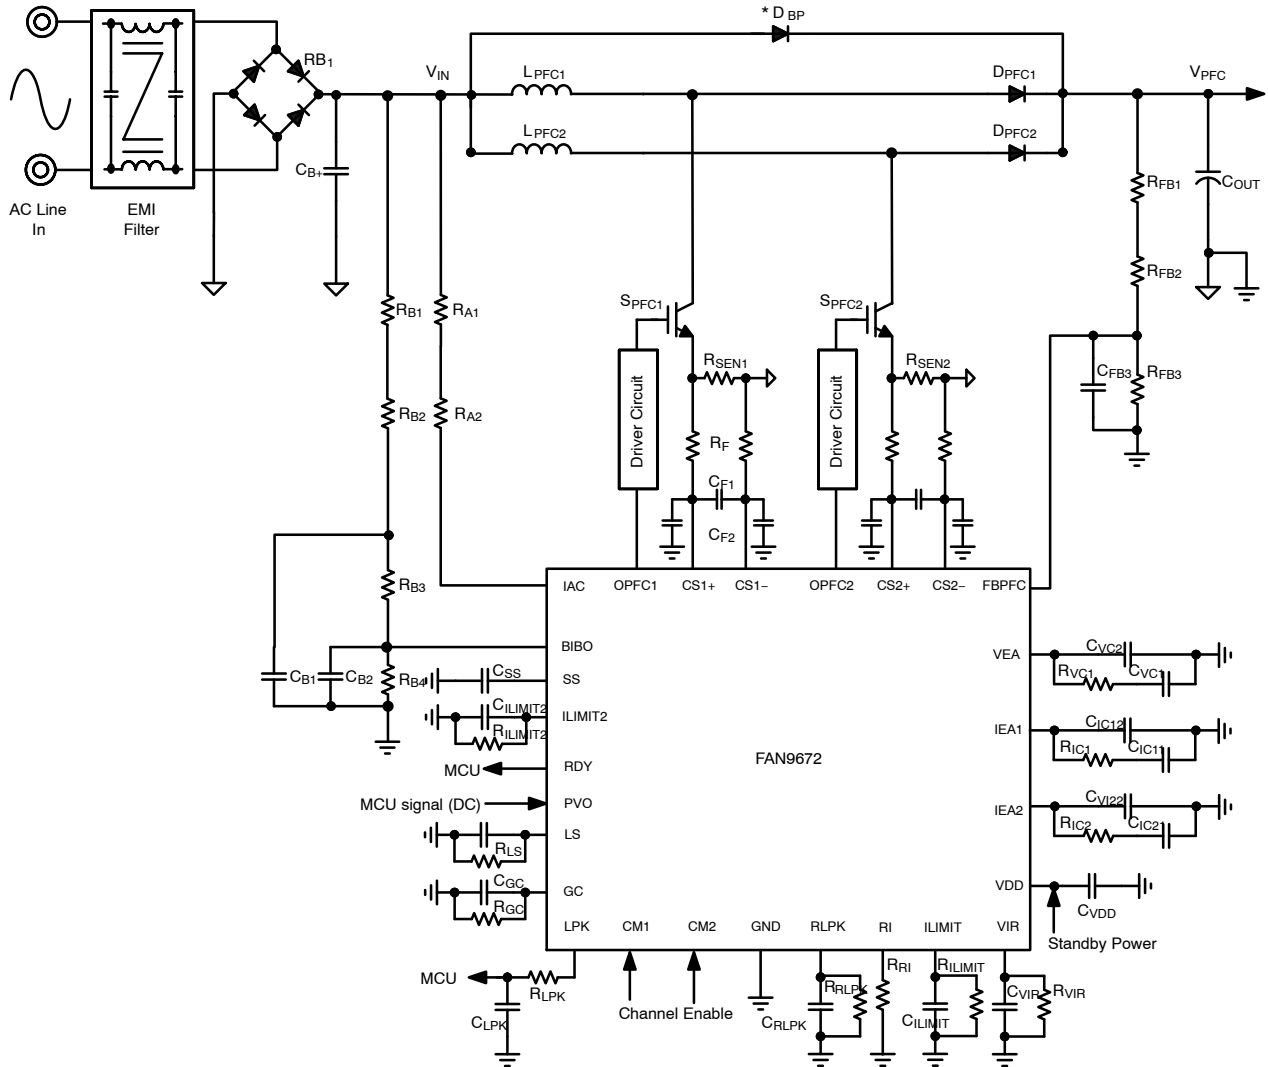 * DBP
RB1
VIN
LPFC1
DPFC1
VPFC
LPFC2
DPFC2
CB+
RFB1
COUT
AC Line
In
EMI
Filter
RFB2
RB1
RA1
SPFC1
SPFC2
RSEN1
RSEN2
CFB3
RFB3
RB2
RA2
Driver Circuit
RF
Driver Circuit
CF1
CF2
RB3
IAC
OPFC1
CS1+
CS1−
OPFC2
CS2+
CS2−
FBPFC
BIBO
VEA
CVC2
RVC1
CVC1
CB1
CB2
RB4
CSS
SS
CILIMIT2
ILIMIT2
RILIMIT2
IEA1
CIC12
RIC1
CIC11
FAN9672
MCU
RDY
MCU signal (DC)
PVO
IEA2
CVI22
RIC2
CIC21
LS
RLS
CGC
GC
RGC
VDD
CVDD
Standby Power
LPK
CM1
CM2
GND
RLPK
RI
ILIMIT
VIR
MCU
RLPK
CLPK
Channel Enable
RRLPK
CRLPK
RRI
RILIMIT
CILIMIT
CVIR
RVIR